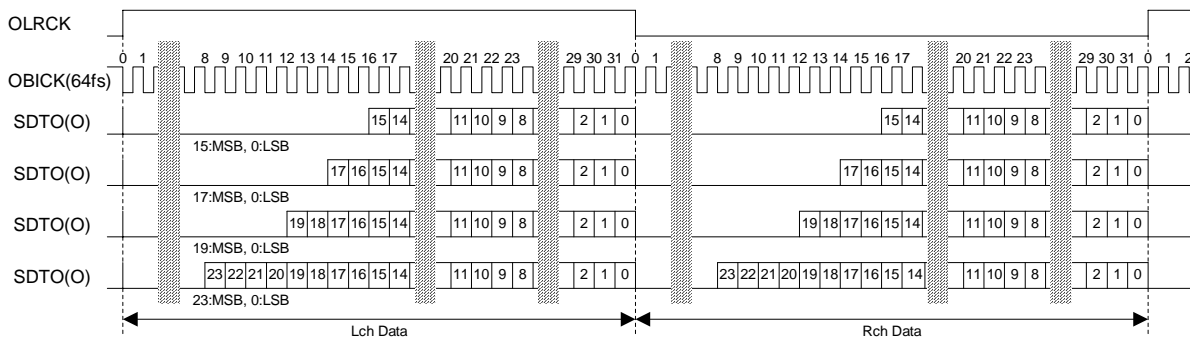 OLRCK
0 1 8 9 10 11 12 13 14 15 16 17 20 21 22 23 29 30 31 0 1 8 9 10 11 12 13 14 15 16 17 20 21 22 23 29 30 31 0 1 2
OBICK(64fs)
SDTO(O) 15 14 11 10 9 8 2 1 0 15 14 11 10 9 8 2 1 0
15:MSB, 0:LSB
SDTO(O) 17 16 15 14 11 10 9 8 2 1 0 17 16 15 14 11 10 9 8 2 1 0
17:MSB, 0:LSB
SDTO(O) 19 18 17 16 15 14 11 10 9 8 2 1 0 19 18 17 16 15 14 11 10 9 8 2 1 0
19:MSB, 0:LSB
SDTO(O) 23 22 21 20 19 18 17 16 15 14 11 10 9 8 2 1 0 23 22 21 20 19 18 17 16 15 14 11 10 9 8 2 1 0
23:MSB, 0:LSB
Lch Data Rch Data